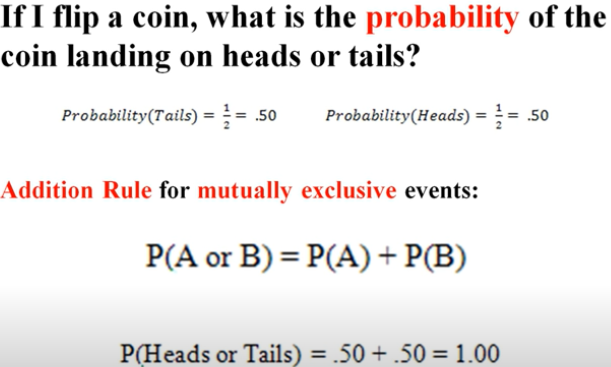 If I flip a coin, what is the probability of the
coin landing on heads or tails?
Probability(Tails) = 1/2 = .50 Probability(Heads) = 1/2 = .50
Addition Rule for mutually exclusive events:
P(A or B) = P(A) + P(B)
P(Heads or Tails) = .50 + .50 = 1.00